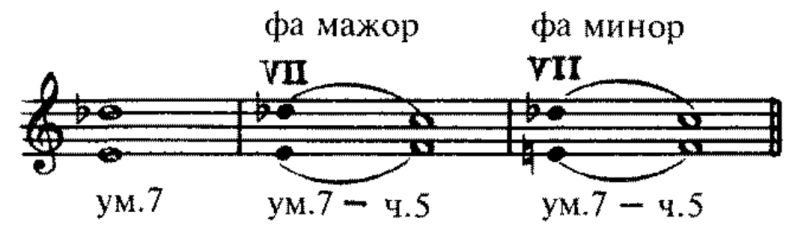 фа мажор фа минор
VII VII
ум.7 ум.7 – ч.5 ум.7 – ч.5